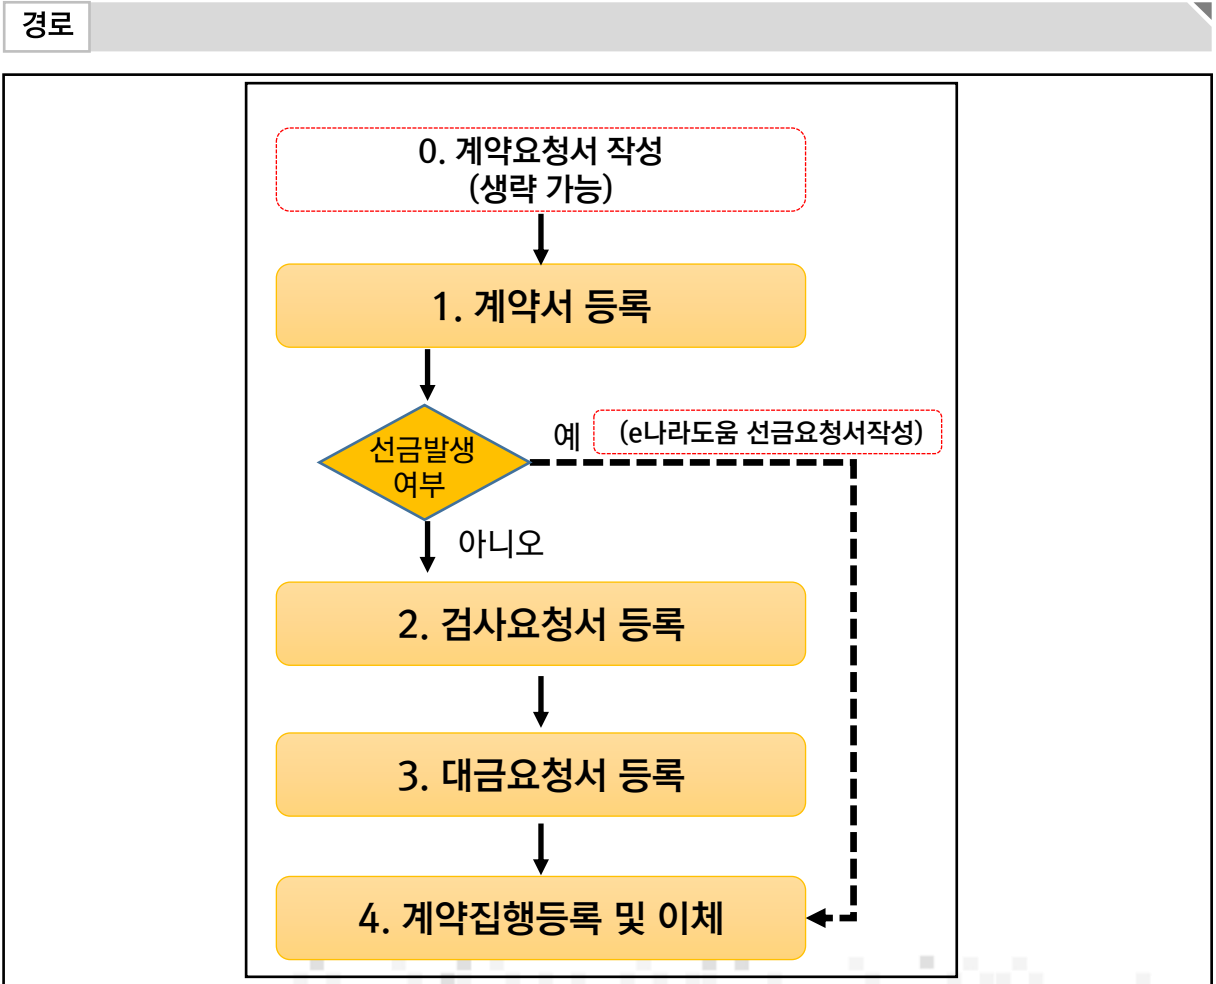 경로
0. 계약요청서 작성
(생략 가능)
1. 계약서 등록
선금발생
여부
예
(e나라도움 선금요청서작성)
아니오
2. 검사요청서 등록
3. 대금요청서 등록
4. 계약집행등록 및 이체